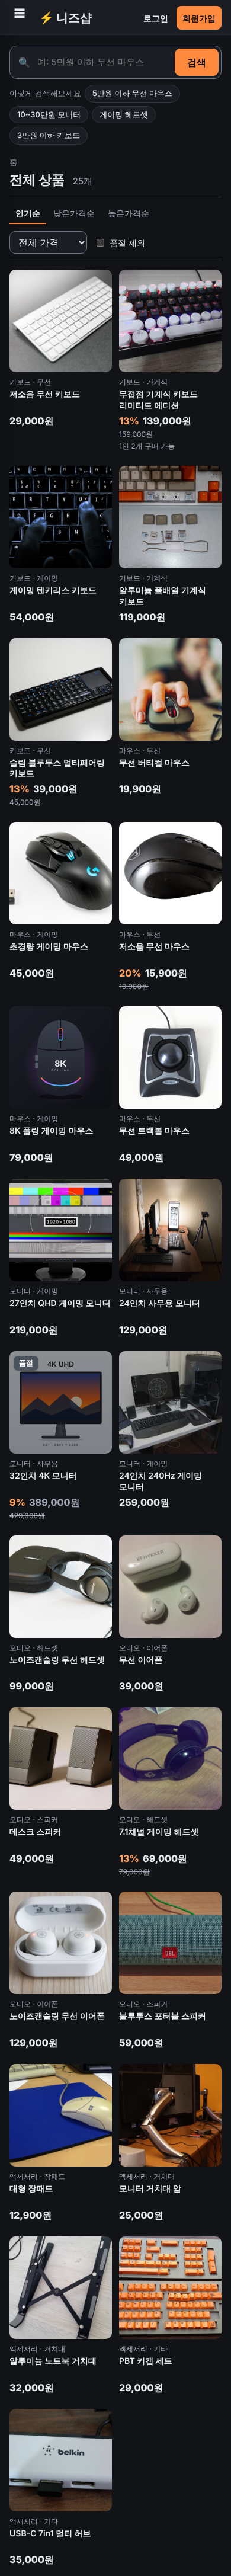 ⚡ 니즈샵
로그인
회원가입
예: 5만원 이하 무선 마우스
검색
이렇게 검색해보세요
5만원 이하 무선 마우스
10~30만원 모니터
게이밍 헤드셋
3만원 이하 키보드
홈
전체 상품 25개
인기순
낮은가격순
높은가격순
전체 가격
품절 제외
키보드 · 무선
저소음 무선 키보드
29,000원
키보드 · 기계식
무접점 기계식 키보드
리미티드 에디션
13% 139,000원
159,000원
1인 2개 구매 가능
키보드 · 게이밍
게이밍 텐키리스 키보드
54,000원
키보드 · 기계식
알루미늄 풀배열 기계식
키보드
119,000원
키보드 · 무선
슬림 블루투스 멀티페어링
키보드
13% 39,000원
45,000원
마우스 · 무선
무선 버티컬 마우스
19,900원
마우스 · 게이밍
초경량 게이밍 마우스
45,000원
마우스 · 무선
저소음 무선 마우스
20% 15,900원
19,900원
8K
POLLING
마우스 · 게이밍
8K 폴링 게이밍 마우스
79,000원
마우스 · 무선
무선 트랙볼 마우스
49,000원
1920×1080
모니터 · 게이밍
27인치 QHD 게이밍 모니터
219,000원
모니터 · 사무용
24인치 사무용 모니터
129,000원
품절
4K UHD
모니터 · 사무용
32인치 4K 모니터
9% 389,000원
429,000원
모니터 · 게이밍
24인치 240Hz 게이밍
모니터
259,000원
오디오 · 헤드셋
노이즈캔슬링 무선 헤드셋
99,000원
오디오 · 이어폰
무선 이어폰
39,000원
오디오 · 스피커
데스크 스피커
49,000원
오디오 · 헤드셋
7.1채널 게이밍 헤드셋
13% 69,000원
79,000원
오디오 · 이어폰
노이즈캔슬링 무선 이어폰
129,000원
JBL
오디오 · 스피커
블루투스 포터블 스피커
59,000원
액세서리 · 장패드
대형 장패드
12,900원
액세서리 · 거치대
모니터 거치대 암
25,000원
액세서리 · 거치대
알루미늄 노트북 거치대
32,000원
액세서리 · 기타
PBT 키캡 세트
29,000원
belkin
액세서리 · 기타
USB-C 7in1 멀티 허브
35,000원